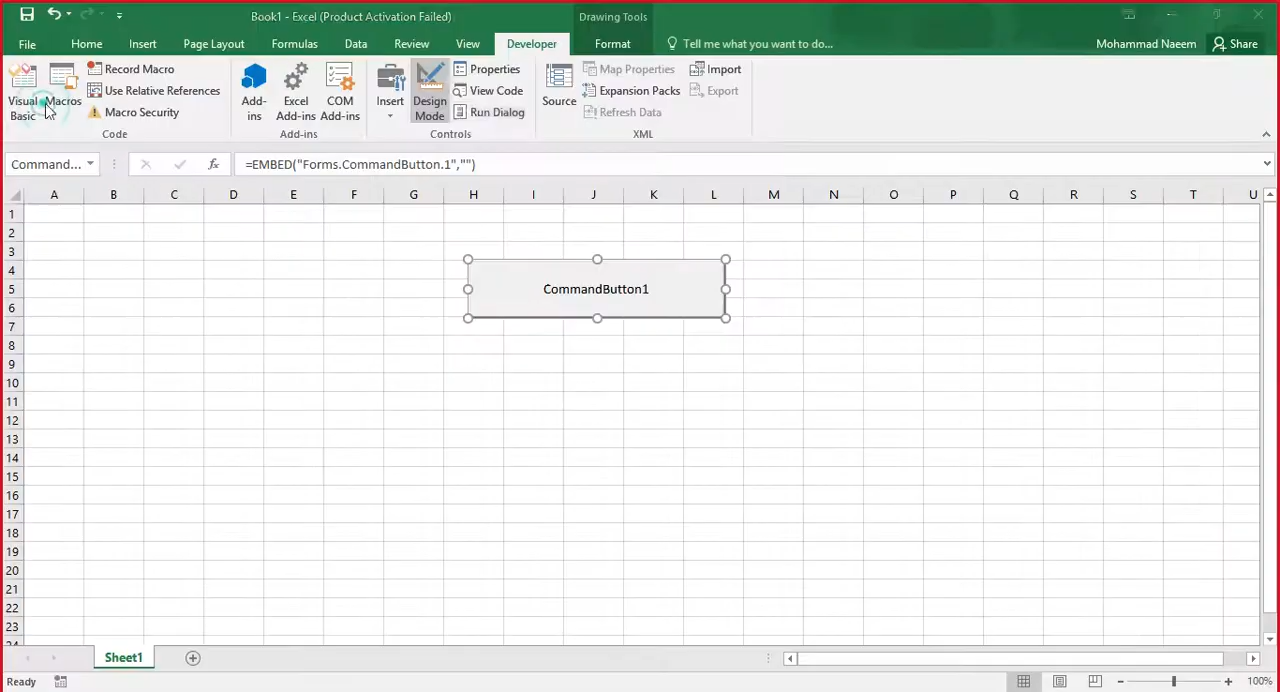 Book1 - Excel (Product Activation Failed)
Drawing Tools
File Home Insert Page Layout Formulas Data Review View Developer Format Tell me what you want to do... Mohammad Naeem Share
Visual Basic
Macros
Record Macro
Use Relative References
Macro Security
Code
Add-ins
Excel Add-ins
COM Add-ins
Add-ins
Insert
Design Mode
Properties
View Code
Run Dialog
Controls
Source
Map Properties
Expansion Packs
Refresh Data
Import
Export
XML
Command... fx =EMBED("Forms.CommandButton.1","")
A B C D E F G H I J K L M N O P Q R S T U
1
2
3
4
5
6
7
8
9
10
11
12
13
14
15
16
17
18
19
20
21
22
23
24
CommandButton1
Sheet1
Ready
100%